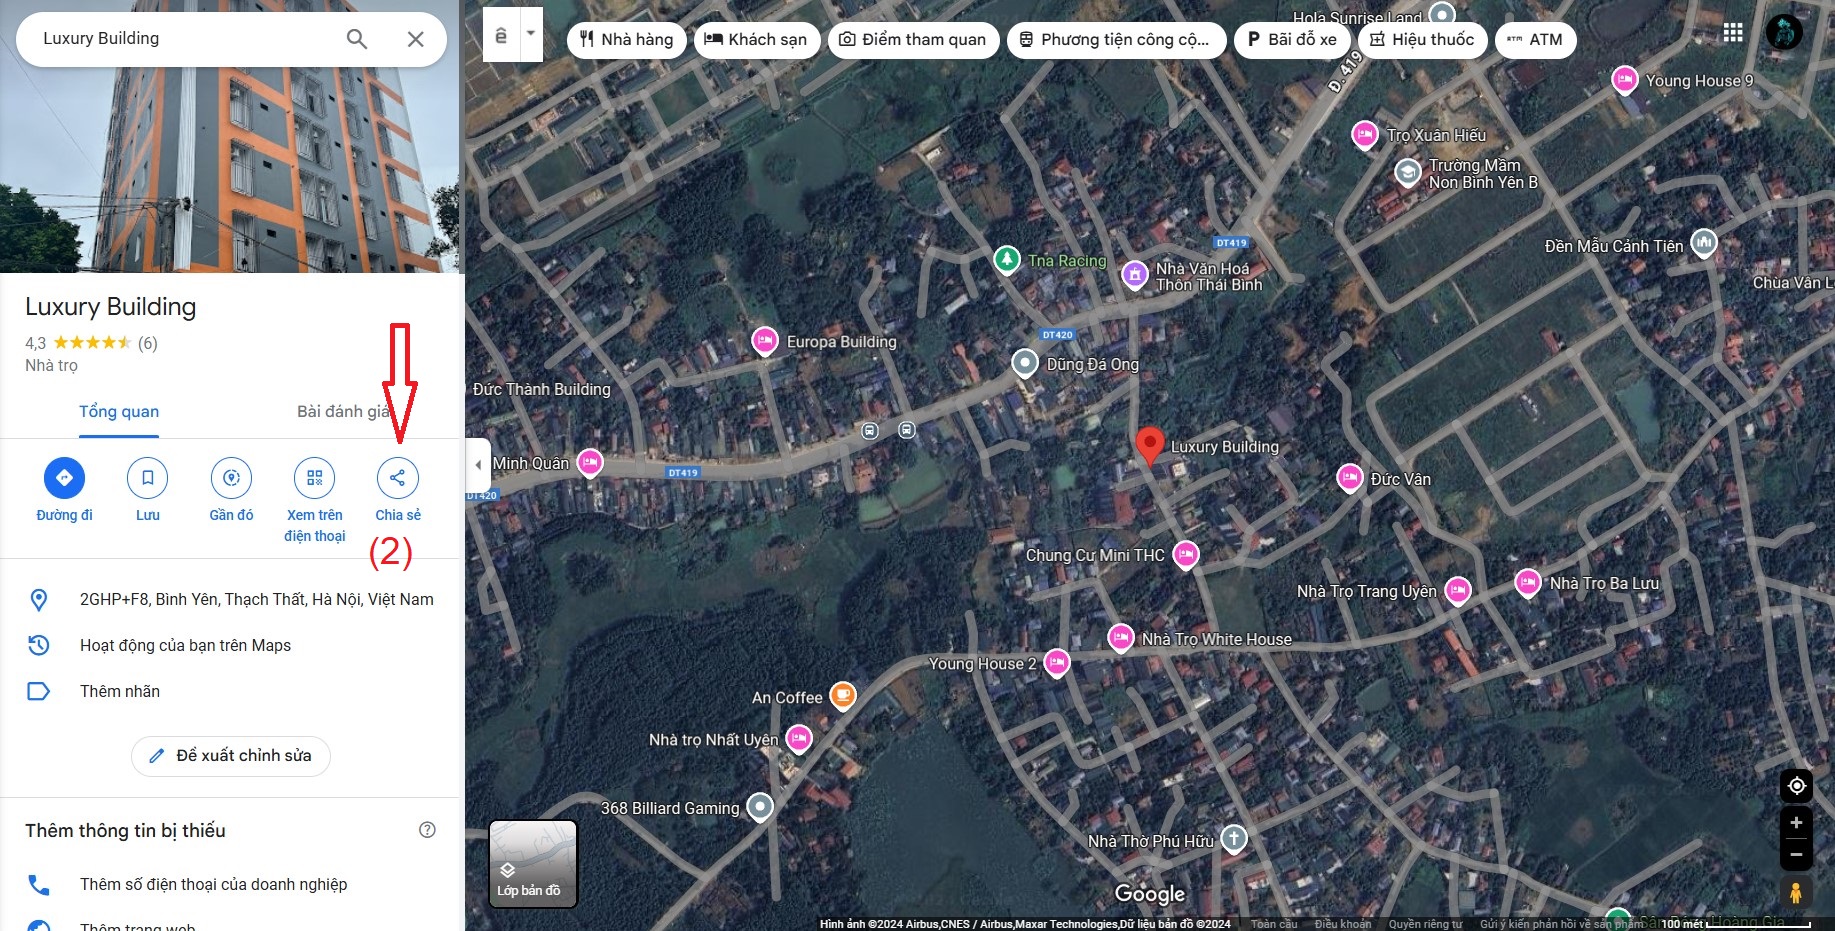 Luxury Building
Nhà hàng
Khách sạn
Điểm tham quan
Phương tiện công cộ...
Bãi đỗ xe
Hiệu thuốc
ATM
Luxury Building
4,3 (6)
Nhà trọ
Tổng quan
Bài đánh giá
Đường đi
Lưu
Gần đó
Xem trên
điện thoại
Chia sẻ
(2)
2GHP+F8, Bình Yên, Thạch Thất, Hà Nội, Việt Nam
Hoạt động của bạn trên Maps
Thêm nhãn
Đề xuất chỉnh sửa
Thêm thông tin bị thiếu
Thêm số điện thoại của doanh nghiệp
Thêm trang web
Hola Sunrise Land
Đ. 419
Young House 9
Trọ Xuân Hiếu
Trường Mầm
Non Bình Yên B
DT419
Đền Mẫu Cảnh Tiên
Tna Racing
Nhà Văn Hoá
Thôn Thái Bình
Chùa Vân L
DT420
Europa Building
Dũng Đá Ong
Đức Thành Building
Luxury Building
Minh Quân
DT419
Đức Vân
DT420
Chung Cư Mini THC
Nhà Trọ Trang Uyên
Nhà Trọ Ba Lưu
Nhà Trọ White House
Young House 2
An Coffee
Nhà trọ Nhất Uyên
368 Billiard Gaming
Nhà Thờ Phú Hữu
Lớp bản đồ
Google
Hình ảnh ©2024 Airbus,CNES / Airbus,Maxar Technologies,Dữ liệu bản đồ ©2024
Toàn cầu
Điều khoản
Quyền riêng tư
Gửi ý kiến phản hồi về sản phẩm
100 mét